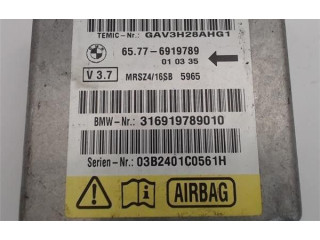 TEMIC-Nr.: GAV3H28AHG1
65.77-6919789
01 03 35
V 3.7 MRSZ4/16SB 5965
BMW-Nr.: 316919789010
Serien-Nr.: 03B2401C0561H
AIRBAG